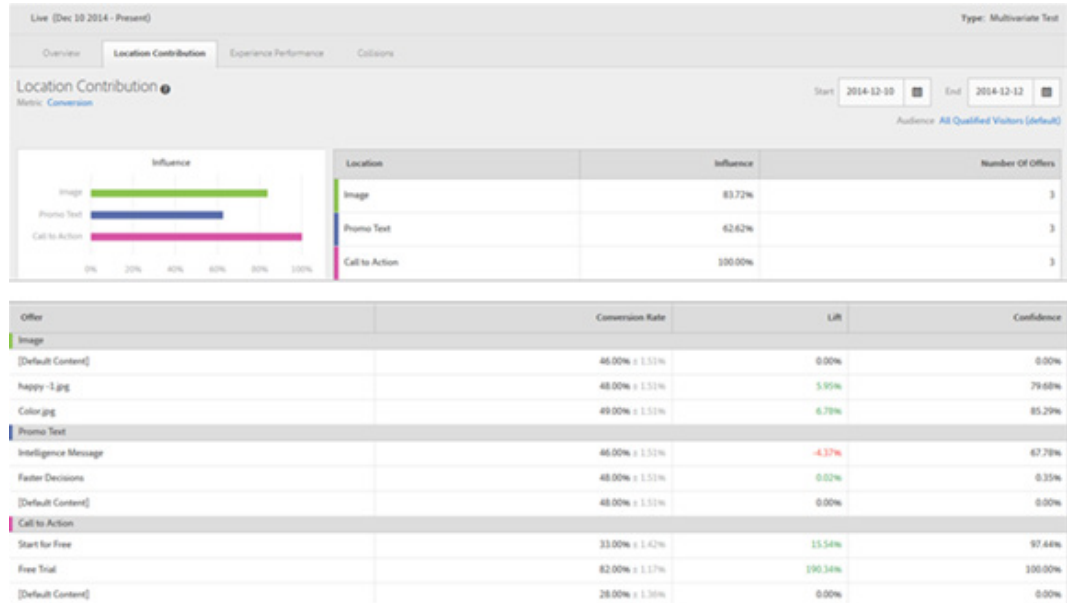 Live (Dec 10 2014 - Present) Type: Multivariate Test
Overview Location Contribution Experience Performance Collisions
Location Contribution
Metric: Conversion
Start 2014-12-10 End 2014-12-12
Audience All Qualified Visitors (default)
Influence
Image
Promo Text
Call to Action
0% 20% 40% 60% 80% 100%
Location Influence Number Of Offers
Image 83.72% 3
Promo Text 62.62% 3
Call to Action 100.00% 3
Offer Conversion Rate Lift Confidence
Image
[Default Content] 46.00% ± 1.51% 0.00% 0.00%
happy -1.jpg 48.00% ± 1.51% 5.95% 79.68%
Color.jpg 49.00% ± 1.51% 6.78% 85.29%
Promo Text
Intelligence Message 46.00% ± 1.51% -4.37% 67.78%
Faster Decisions 48.00% ± 1.51% 0.02% 0.35%
[Default Content] 48.00% ± 1.51% 0.00% 0.00%
Call to Action
Start for Free 33.00% ± 1.42% 15.54% 97.44%
Free Trial 82.00% ± 1.17% 190.34% 100.00%
[Default Content] 28.00% ± 1.36% 0.00% 0.00%